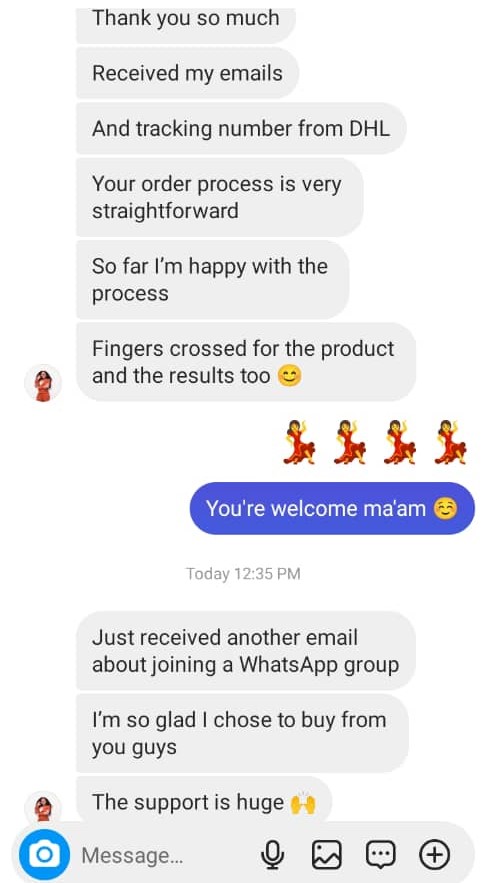 Thank you so much
Received my emails
And tracking number from DHL
Your order process is very
straightforward
So far I’m happy with the
process
Fingers crossed for the product
and the results too 😊
💃 💃 💃 💃
You're welcome ma'am ☺️
Today 12:35 PM
Just received another email
about joining a WhatsApp group
I’m so glad I chose to buy from
you guys
The support is huge 🙌
Message...